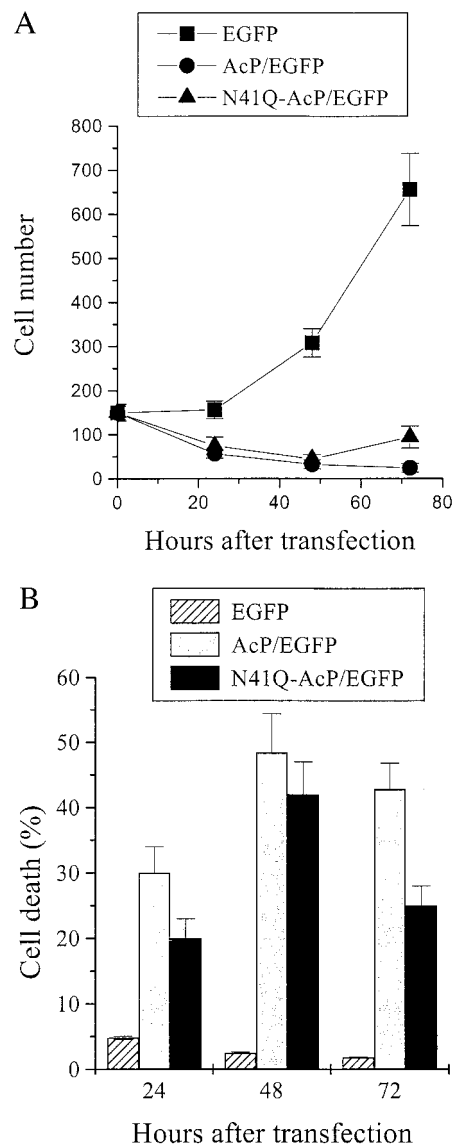 A
EGFP
AcP/EGFP
N41Q-AcP/EGFP
800
700
600
500
400
300
200
100
0
Cell number
0 20 40 60 80
Hours after transfection
B
EGFP
AcP/EGFP
N41Q-AcP/EGFP
60
50
40
30
20
10
0
Cell death (%)
24 48 72
Hours after transfection